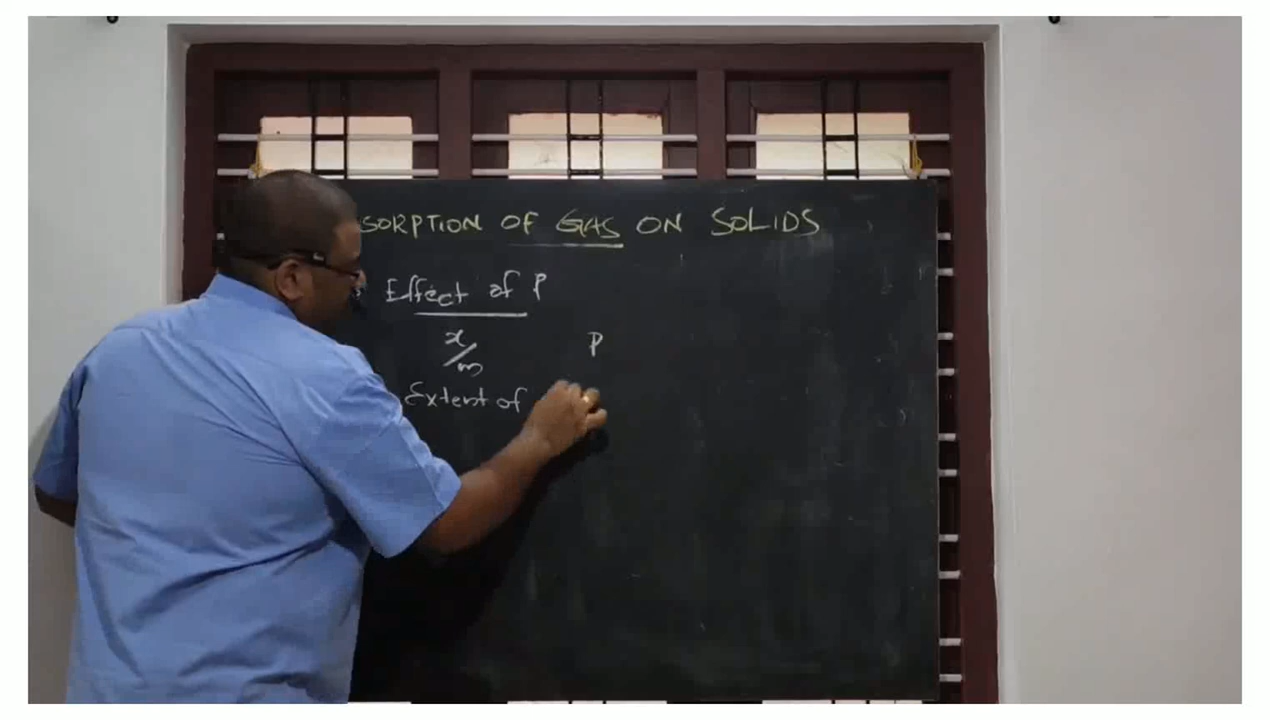 SORPTION OF GAS ON SOLIDS
Effect of P
x/m P
Extent of